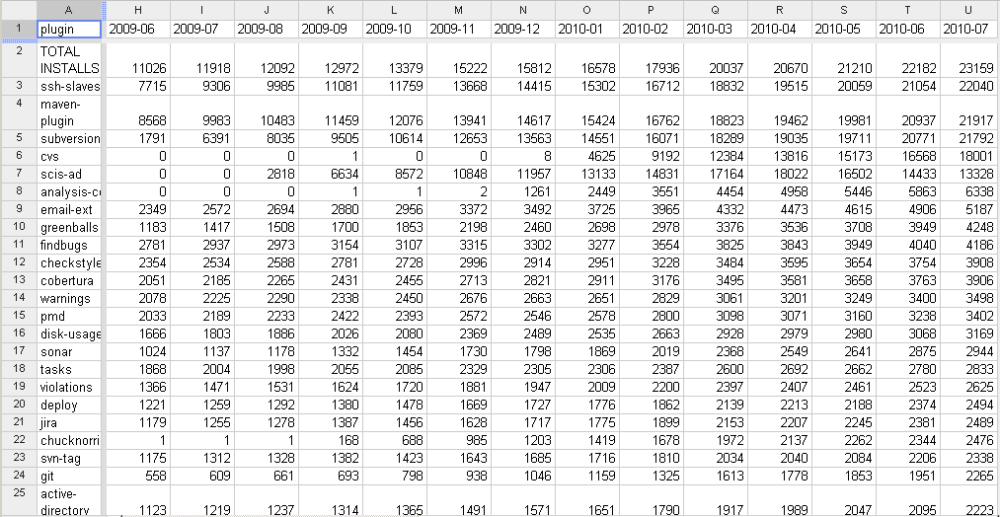 A H I J K L M N O P Q R S T U
1 plugin 2009-06 2009-07 2009-08 2009-09 2009-10 2009-11 2009-12 2010-01 2010-02 2010-03 2010-04 2010-05 2010-06 2010-07
2 TOTAL
INSTALLS 11026 11918 12092 12972 13379 15222 15812 16578 17936 20037 20670 21210 22182 23159
3 ssh-slaves 7715 9306 9985 11081 11759 13668 14415 15302 16712 18832 19515 20059 21054 22040
4 maven-
plugin 8568 9983 10483 11459 12076 13941 14617 15424 16762 18823 19462 19981 20937 21917
5 subversion 1791 6391 8035 9505 10614 12653 13563 14551 16071 18289 19035 19711 20771 21792
6 cvs 0 0 0 1 0 0 8 4625 9192 12384 13816 15173 16568 18001
7 scis-ad 0 0 2818 6634 8572 10848 11957 13133 14831 17164 18022 16502 14433 13328
8 analysis-c 0 0 0 1 1 2 1261 2449 3551 4454 4958 5446 5863 6338
9 email-ext 2349 2572 2694 2880 2956 3372 3492 3725 3965 4332 4473 4615 4906 5187
10 greenballs 1183 1417 1508 1700 1853 2198 2460 2698 2978 3376 3536 3708 3949 4248
11 findbugs 2781 2937 2973 3154 3107 3315 3302 3277 3554 3825 3843 3949 4040 4186
12 checkstyle 2354 2534 2588 2781 2728 2996 2914 2951 3228 3484 3595 3654 3754 3908
13 cobertura 2051 2185 2265 2431 2455 2713 2821 2911 3176 3495 3581 3658 3763 3906
14 warnings 2078 2225 2290 2338 2450 2676 2663 2651 2829 3061 3201 3249 3400 3498
15 pmd 2033 2189 2233 2422 2393 2572 2546 2578 2800 3098 3071 3160 3238 3402
16 disk-usage 1666 1803 1886 2026 2080 2369 2489 2535 2663 2928 2979 2980 3068 3169
17 sonar 1024 1137 1178 1332 1454 1730 1798 1869 2019 2368 2549 2641 2875 2944
18 tasks 1868 2004 1998 2055 2085 2329 2305 2306 2387 2600 2692 2662 2780 2833
19 violations 1366 1471 1531 1624 1720 1881 1947 2009 2200 2397 2407 2461 2523 2625
20 deploy 1221 1259 1292 1380 1478 1669 1727 1776 1862 2139 2213 2188 2374 2494
21 jira 1179 1255 1278 1387 1456 1628 1717 1775 1899 2153 2207 2245 2381 2489
22 chucknorri 1 1 1 168 688 985 1203 1419 1678 1972 2137 2262 2344 2476
23 svn-tag 1175 1312 1328 1382 1423 1643 1685 1716 1810 2034 2040 2084 2206 2338
24 git 558 609 661 693 798 938 1046 1159 1325 1613 1778 1853 1951 2265
25 active-
directory 1123 1219 1237 1314 1365 1491 1571 1651 1790 1917 1989 2047 2095 2223